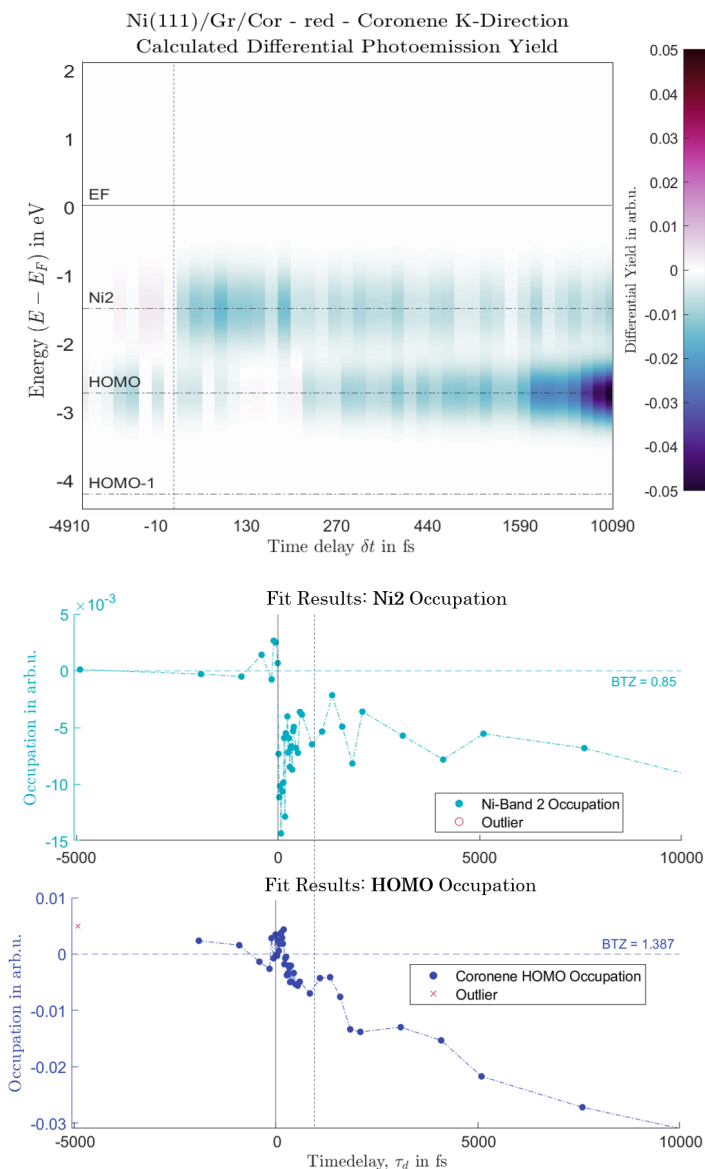 Ni(111)/Gr/Cor - red - Coronene K-Direction
Calculated Differential Photoemission Yield
2
1
0
-1
-2
-3
-4
Energy (E − E_F) in eV
EF
Ni2
HOMO
HOMO-1
-4910
-10
130
270
440
1590
10090
Time delay δt in fs
0.05
0.04
0.03
0.02
0.01
0
-0.01
-0.02
-0.03
-0.04
-0.05
Differential Yield in arb.u.
Fit Results: Ni2 Occupation
×10⁻³
5
0
-5
-10
-15
Occupation in arb.u.
BTZ = 0.85
Ni-Band 2 Occupation
Outlier
-5000
0
5000
10000
Fit Results: HOMO Occupation
0.01
0
-0.01
-0.02
-0.03
Occupation in arb.u.
BTZ = 1.387
Coronene HOMO Occupation
Outlier
-5000
0
5000
10000
Timedelay, τ_d in fs